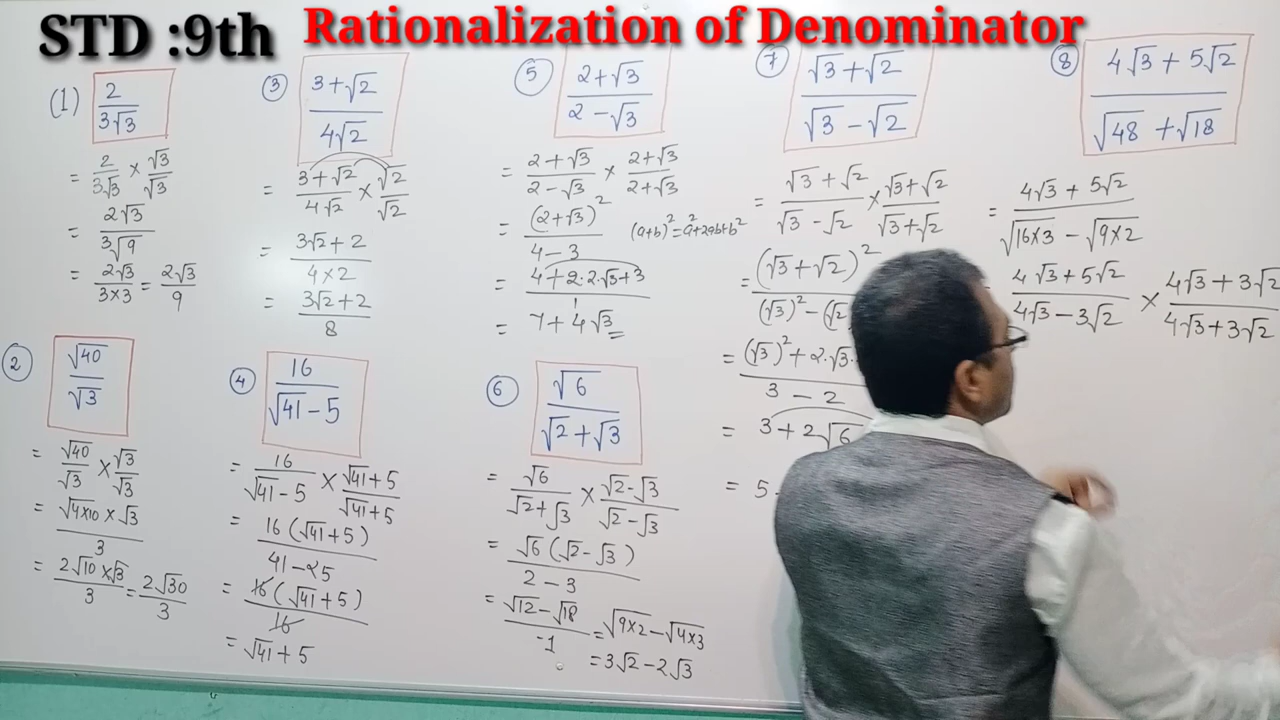 STD :9th Rationalization of Denominator
(1) 2/3√3
= 2/3√3 × √3/√3
= 2√3/3√9
= 2√3/3×3 = 2√3/9
2 √40/√3
= √40/√3 × √3/√3
= √4×10 × √3/3
= 2√10×√3/3 = 2√30/3
3 3+√2/4√2
= 3+√2/4√2 × √2/√2
= 3√2+2/4×2
= 3√2+2/8
4 16/√41-5
= 16/√41-5 × √41+5/√41+5
= 16(√41+5)/41-25
= 16(√41+5)/16
= √41+5
5 2+√3/2-√3
= 2+√3/2-√3 × 2+√3/2+√3
= (2+√3)²/4-3 (a+b)²=a²+2ab+b²
= 4+2·2·√3+3/1
= 7+4√3
6 √6/√2+√3
= √6/√2+√3 × √2-√3/√2-√3
= √6(√2-√3)/2-3
= √12-√18/-1 = √9×2-√4×3
= 3√2-2√3
7 √3+√2/√3-√2
= √3+√2/√3-√2 × √3+√2/√3+√2
= (√3+√2)²/(√3)²-(√2
= (√3)²+2·√3·/3-2
= 3+2√6
= 5
8 4√3+5√2/√48+√18
= 4√3+5√2/√16×3-√9×2
4√3+5√2/4√3-3√2 × 4√3+3√2/4√3+3√2